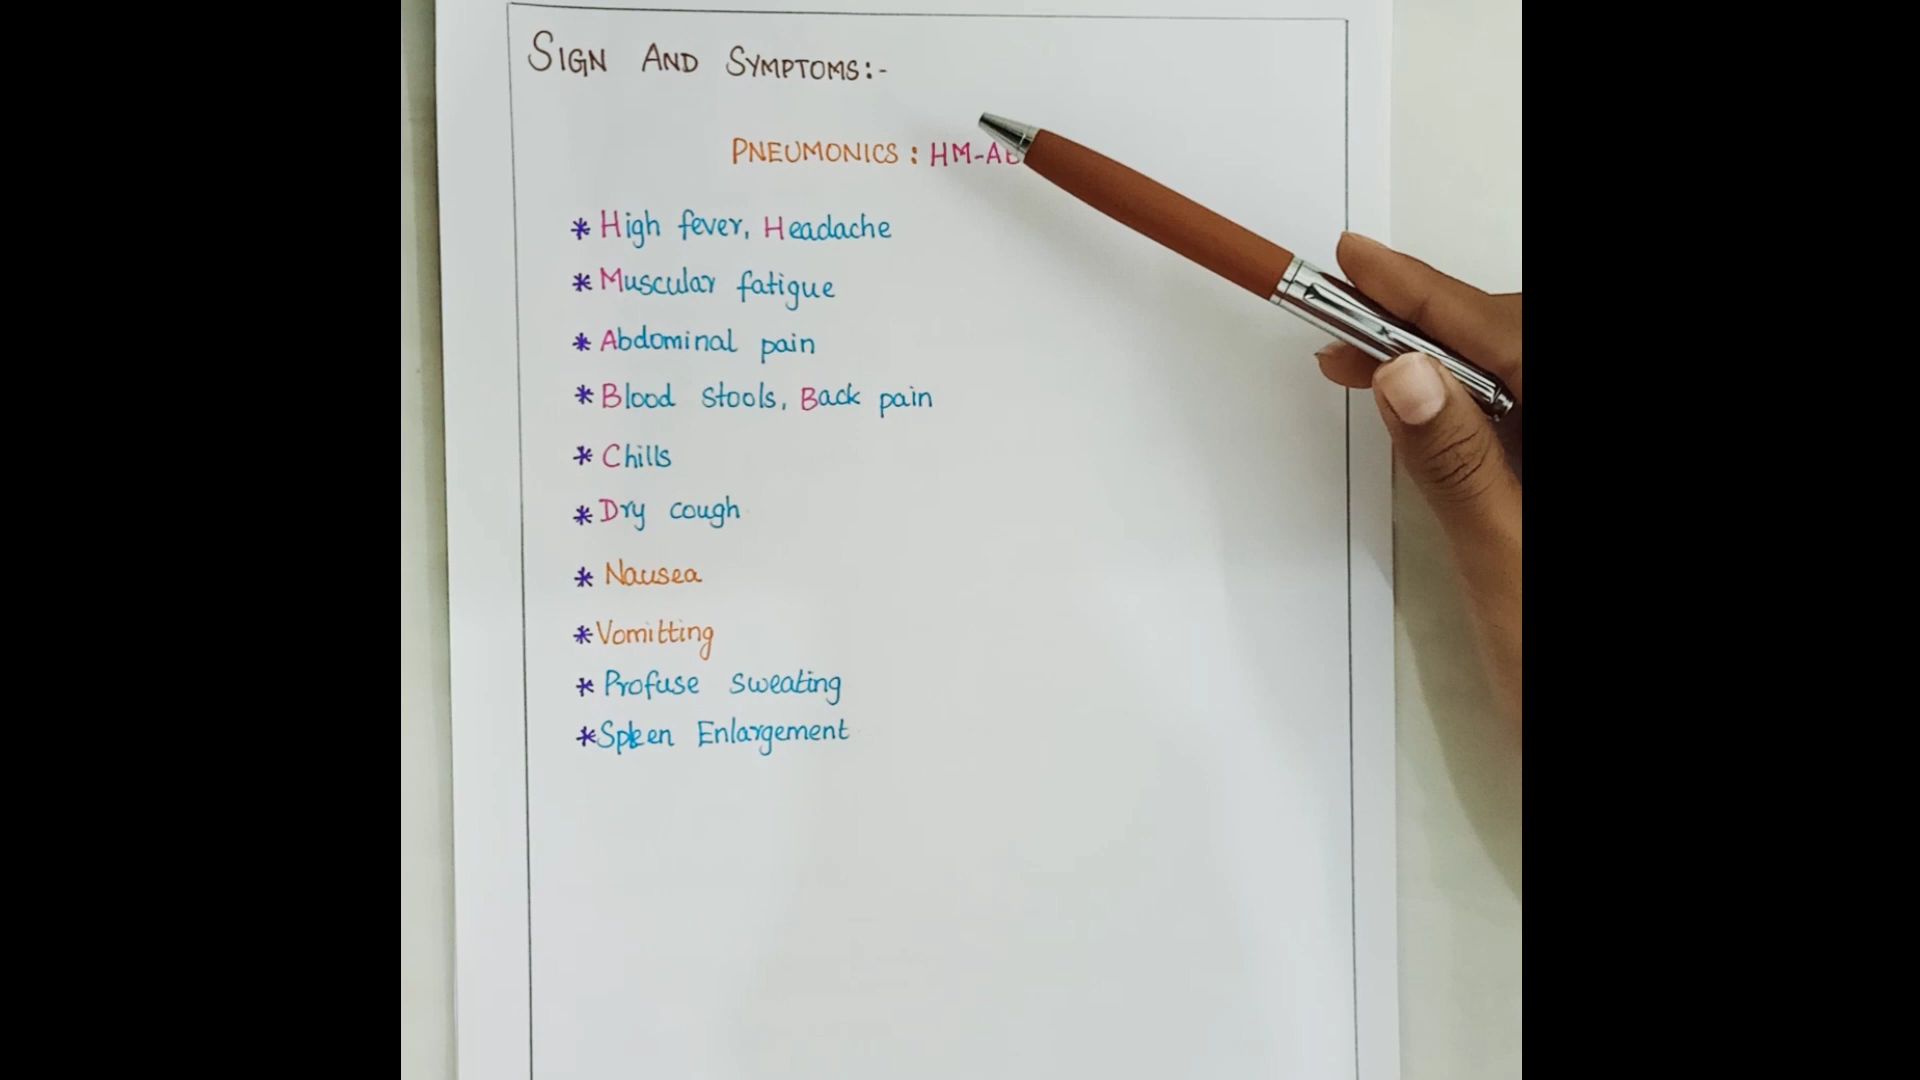 SIGN AND SYMPTOMS:-
PNEUMONICS : HM-AB
* High fever, Headache
* Muscular fatigue
* Abdominal pain
* Blood stools, Back pain
* Chills
* Dry cough
* Nausea
* Vomitting
* Profuse sweating
* Spleen Enlargement